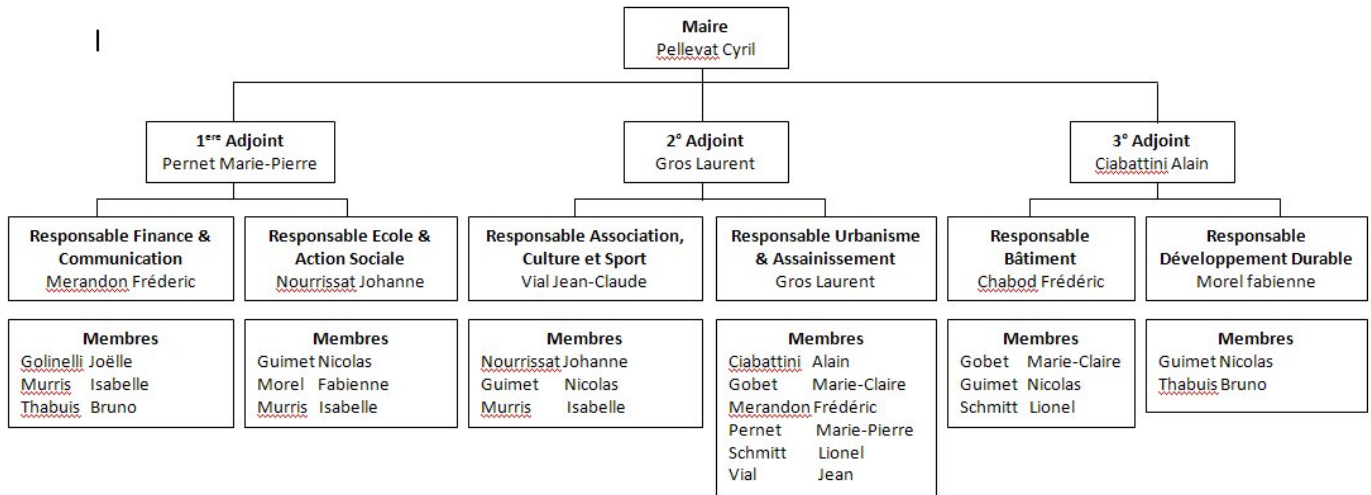 Maire
Pellevat Cyril
1ere Adjoint
Pernet Marie-Pierre
2° Adjoint
Gros Laurent
3° Adjoint
Ciabattini Alain
Responsable Finance &
Communication
Merandon Fréderic
Responsable Ecole &
Action Sociale
Nourrissat Johanne
Responsable Association,
Culture et Sport
Vial Jean-Claude
Responsable Urbanisme
& Assainissement
Gros Laurent
Responsable
Bâtiment
Chabod Frédéric
Responsable
Développement Durable
Morel fabienne
Membres
Golinelli Joëlle
Murris Isabelle
Thabuis Bruno
Membres
Guimet Nicolas
Morel Fabienne
Murris Isabelle
Membres
Nourrissat Johanne
Guimet Nicolas
Murris Isabelle
Membres
Ciabattini Alain
Gobet Marie-Claire
Merandon Frédéric
Pernet Marie-Pierre
Schmitt Lionel
Vial Jean
Membres
Gobet Marie-Claire
Guimet Nicolas
Schmitt Lionel
Membres
Guimet Nicolas
Thabuis Bruno